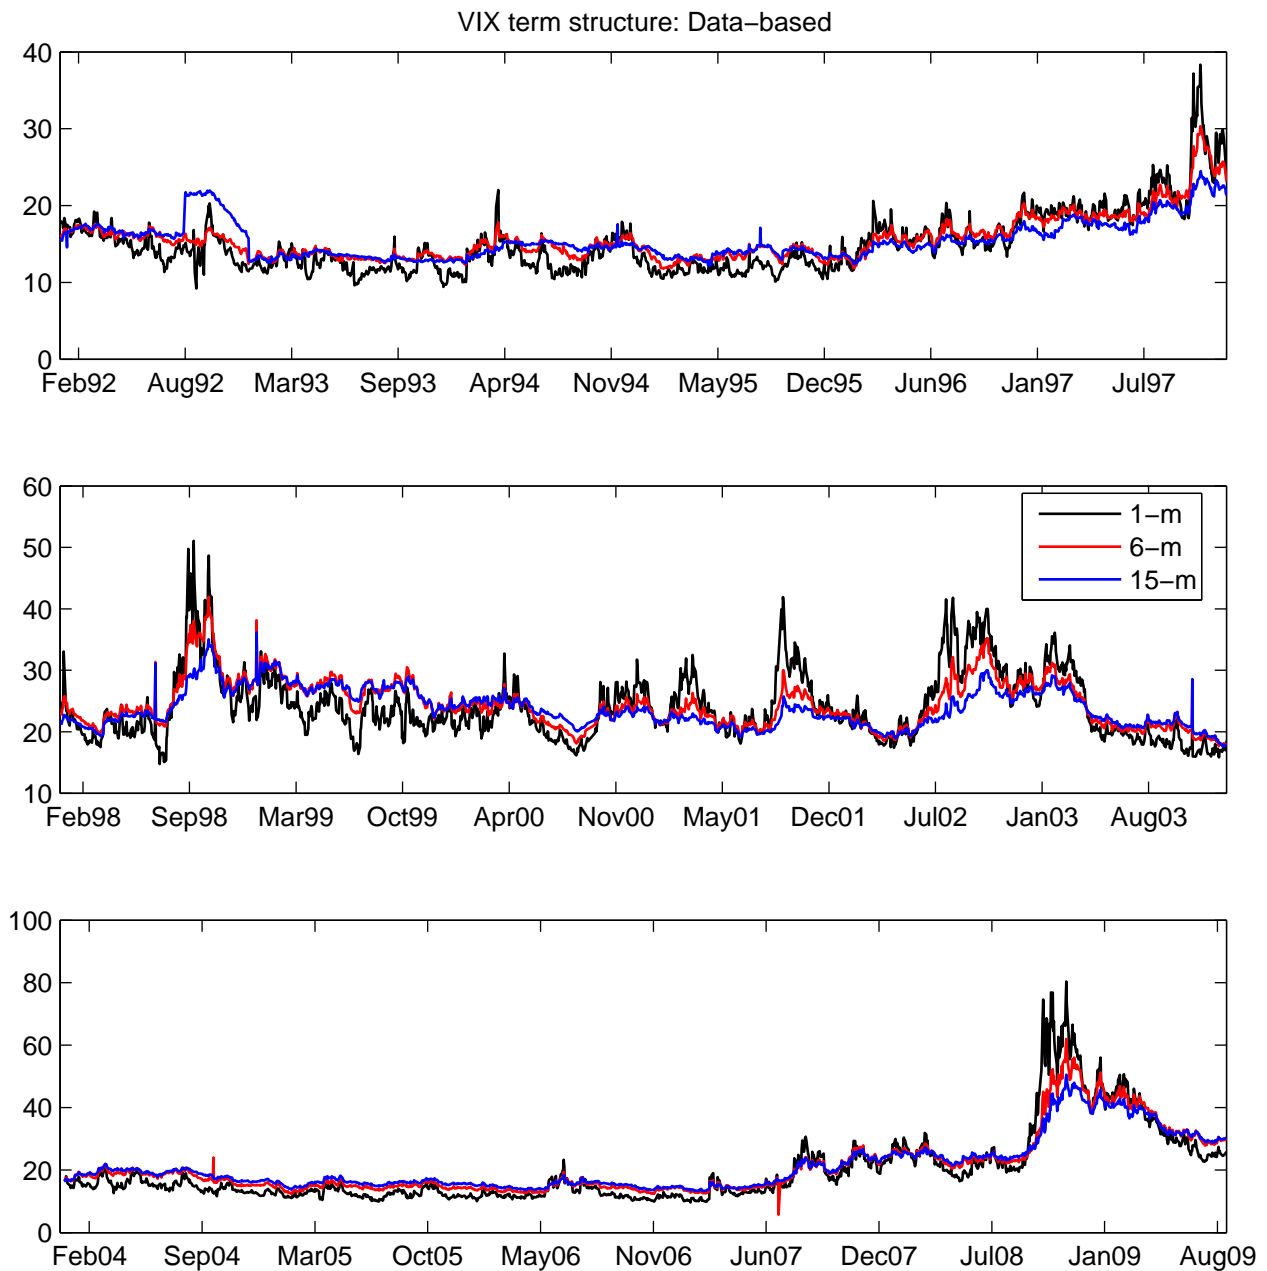 VIX term structure: Data−based
40
30
20
10
0
Feb92 Aug92 Mar93 Sep93 Apr94 Nov94 May95 Dec95 Jun96 Jan97 Jul97
60
50
40
30
20
10
1−m
6−m
15−m
Feb98 Sep98 Mar99 Oct99 Apr00 Nov00 May01 Dec01 Jul02 Jan03 Aug03
100
80
60
40
20
0
Feb04 Sep04 Mar05 Oct05 May06 Nov06 Jun07 Dec07 Jul08 Jan09 Aug09